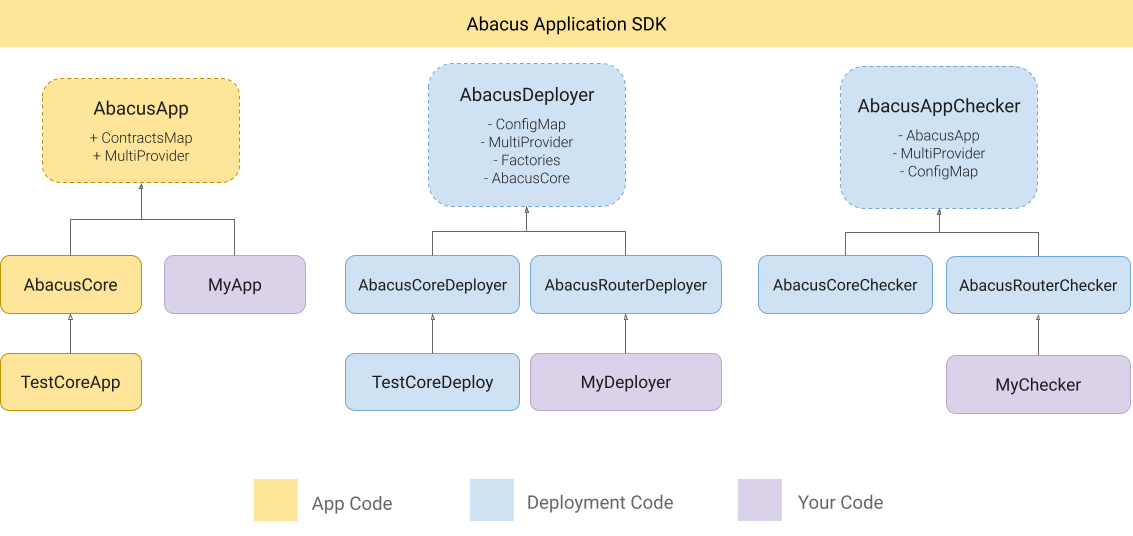 Abacus Application SDK
AbacusApp
+ ContractsMap
+ MultiProvider
AbacusDeployer
- ConfigMap
- MultiProvider
- Factories
- AbacusCore
AbacusAppChecker
- AbacusApp
- MultiProvider
- ConfigMap
AbacusCore
MyApp
AbacusCoreDeployer
AbacusRouterDeployer
AbacusCoreChecker
AbacusRouterChecker
TestCoreApp
TestCoreDeploy
MyDeployer
MyChecker
App Code
Deployment Code
Your Code